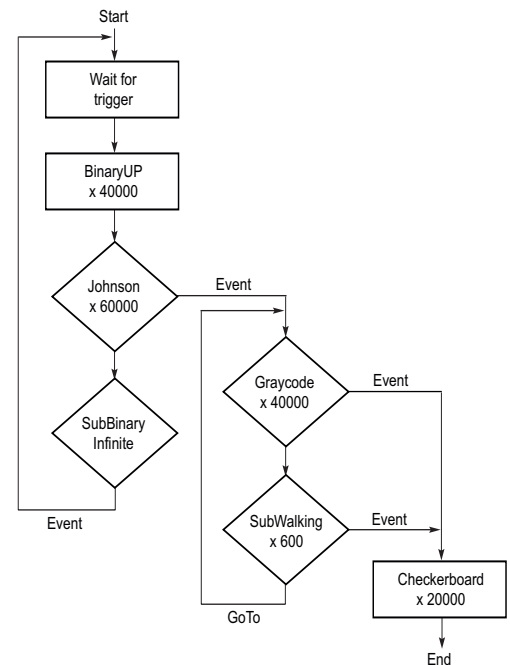 Start
Wait for
trigger
BinaryUP
x 40000
Johnson
x 60000
Event
SubBinary
Infinite
Event
Graycode
x 40000
Event
SubWalking
x 600
Event
GoTo
Checkerboard
x 20000
End